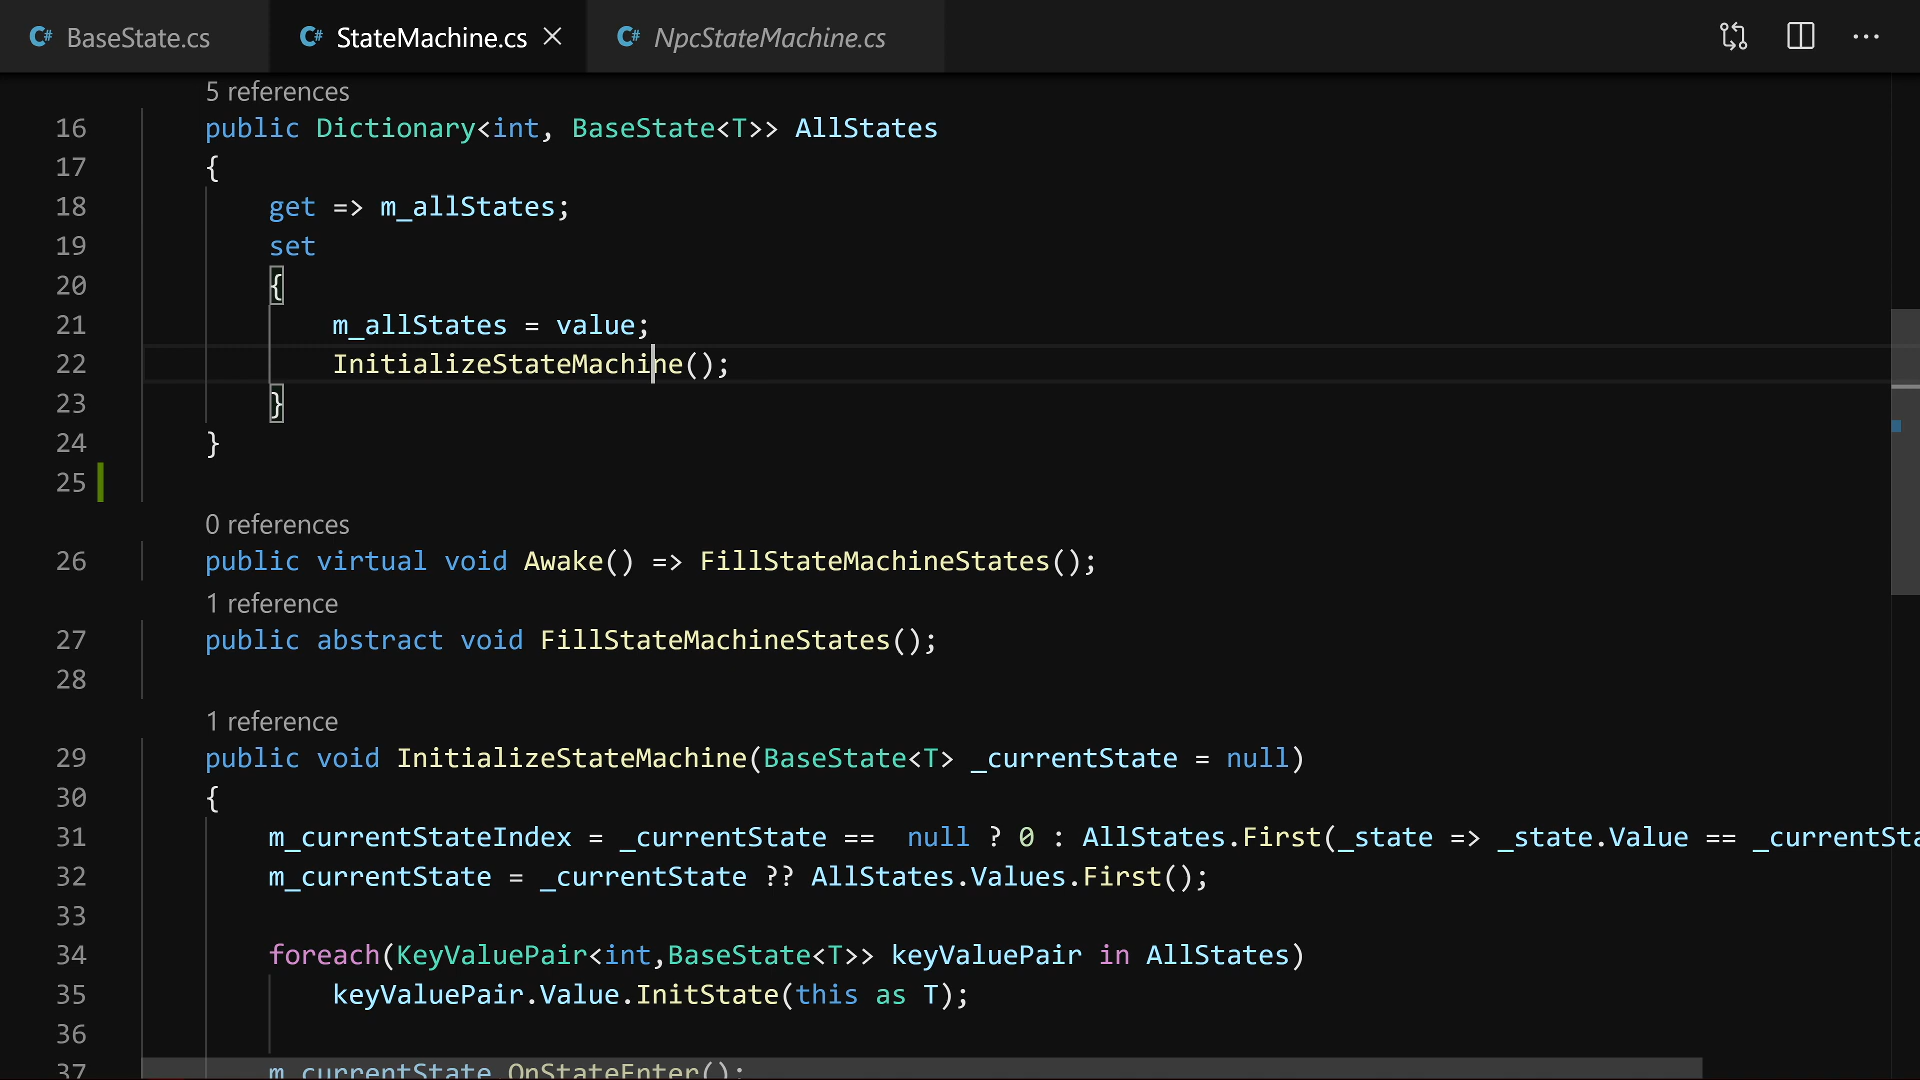 C# BaseState.cs
C# StateMachine.cs
C# NpcStateMachine.cs
5 references
16 public Dictionary<int, BaseState<T>> AllStates
17 {
18 get => m_allStates;
19 set
20 {
21 m_allStates = value;
22 InitializeStateMachine();
23 }
24 }
25
0 references
26 public virtual void Awake() => FillStateMachineStates();
1 reference
27 public abstract void FillStateMachineStates();
28
1 reference
29 public void InitializeStateMachine(BaseState<T> _currentState = null)
30 {
31 m_currentStateIndex = _currentState == null ? 0 : AllStates.First(_state => _state.Value == _currentSta
32 m_currentState = _currentState ?? AllStates.Values.First();
33
34 foreach(KeyValuePair<int,BaseState<T>> keyValuePair in AllStates)
35 keyValuePair.Value.InitState(this as T);
36
37 m_currentState.OnStateEnter();